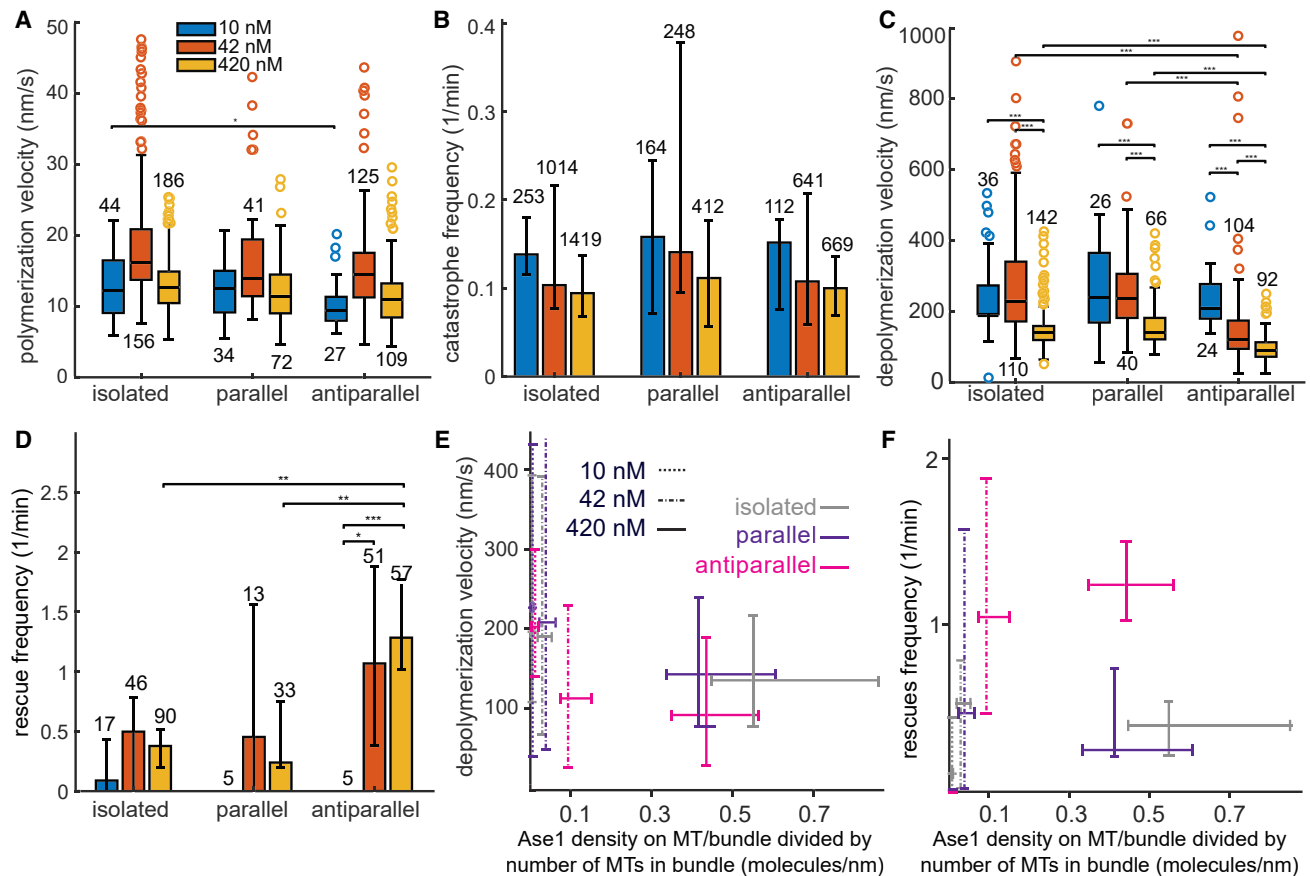 A
polymerization velocity (nm/s)
50
40
30
20
10
0
10 nM
42 nM
420 nM
*
44
156
186
34
41
72
27
125
109
isolated
parallel
antiparallel
B
catastrophe frequency (1/min)
0.4
0.3
0.2
0.1
0
253
1014
1419
164
248
412
112
641
669
isolated
parallel
antiparallel
C
depolymerization velocity (nm/s)
1000
800
600
400
200
0
***
***
***
***
***
***
***
***
***
***
***
36
110
142
26
40
66
24
104
92
isolated
parallel
antiparallel
D
rescue frequency (1/min)
2.5
2
1.5
1
0.5
0
**
**
***
*
17
46
90
5
13
33
5
51
57
isolated
parallel
antiparallel
E
depolymerization velocity (nm/s)
400
300
200
100
10 nM
42 nM
420 nM
isolated
parallel
antiparallel
0.1
0.3
0.5
0.7
Ase1 density on MT/bundle divided by
number of MTs in bundle (molecules/nm)
F
rescues frequency (1/min)
2
1
0.1
0.3
0.5
0.7
Ase1 density on MT/bundle divided by
number of MTs in bundle (molecules/nm)